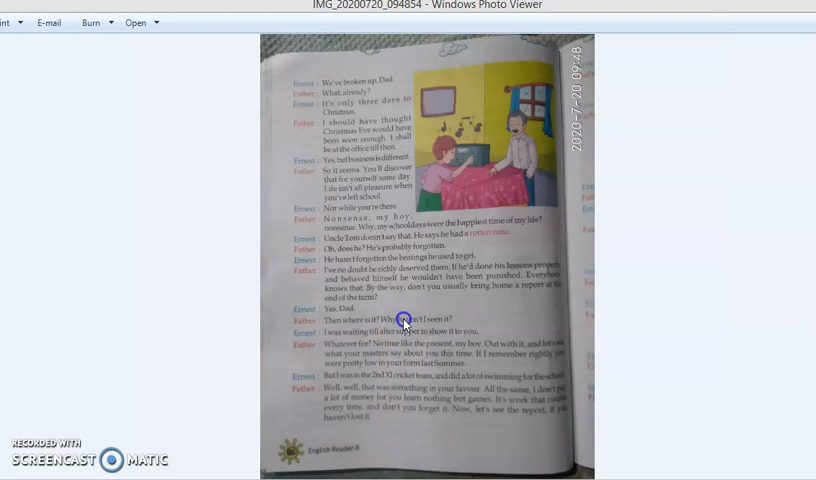 IMG_20200720_094854 - Windows Photo Viewer
int E-mail Burn Open
2020-7-20 09:48
Ernest : We've broken up, Dad.
Father : What, already?
Ernest : It's only three days to
Christmas.
Father : I should have thought
Christmas Eve would have
been soon enough. I shall
be at the office till then.
Ernest : Yes, but business is different.
Father : So it seems. You'll discover
that for yourself some day.
Life isn't all pleasure when
you've left school.
Ernest : Nor while you're there.
Father : Nonsense, my boy,
nonsense. Why, my schooldays were the happiest time of my life?
Ernest : Uncle Tom doesn't say that. He says he had a rotten time.
Father : Oh, does he? He's probably forgotten.
Ernest : He hasn't forgotten the beatings he used to get.
Father : I've no doubt he richly deserved them. If he'd done his lessons properly
and behaved himself he wouldn't have been punished. Everybody
knows that. By the way, don't you usually bring home a report at the
end of the term?
Ernest : Yes, Dad.
Father : Then where is it? Why haven't I seen it?
Ernest : I was waiting till after supper to show it to you.
Father : Whatever for? No time like the present, my boy. Out with it, and let's
what your masters say about you this time. If I remember rightly you
were pretty low in your form last Summer.
Ernest : But I was in the 2nd XI cricket team, and did a lot of swimming for the school.
Father : Well, well, that was something in your favour. All the same, I don't pay
a lot of money for you learn nothing but games. It's work that
every time, and don't you forget it. Now, let's see the report, if you
haven't lost it
66 English Reader-8
RECORDED WITH
SCREENCAST MATIC